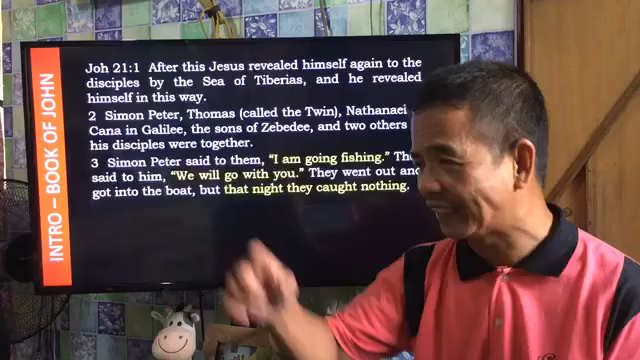 INTRO – BOOK OF JOHN
Joh 21:1 After this Jesus revealed himself again to the
disciples by the Sea of Tiberias, and he revealed
himself in this way.
2 Simon Peter, Thomas (called the Twin), Nathanael
Cana in Galilee, the sons of Zebedee, and two others
his disciples were together.
3 Simon Peter said to them, “I am going fishing.”
said to him, “We will go with you.” They went out and
got into the boat, but that night they caught nothing.